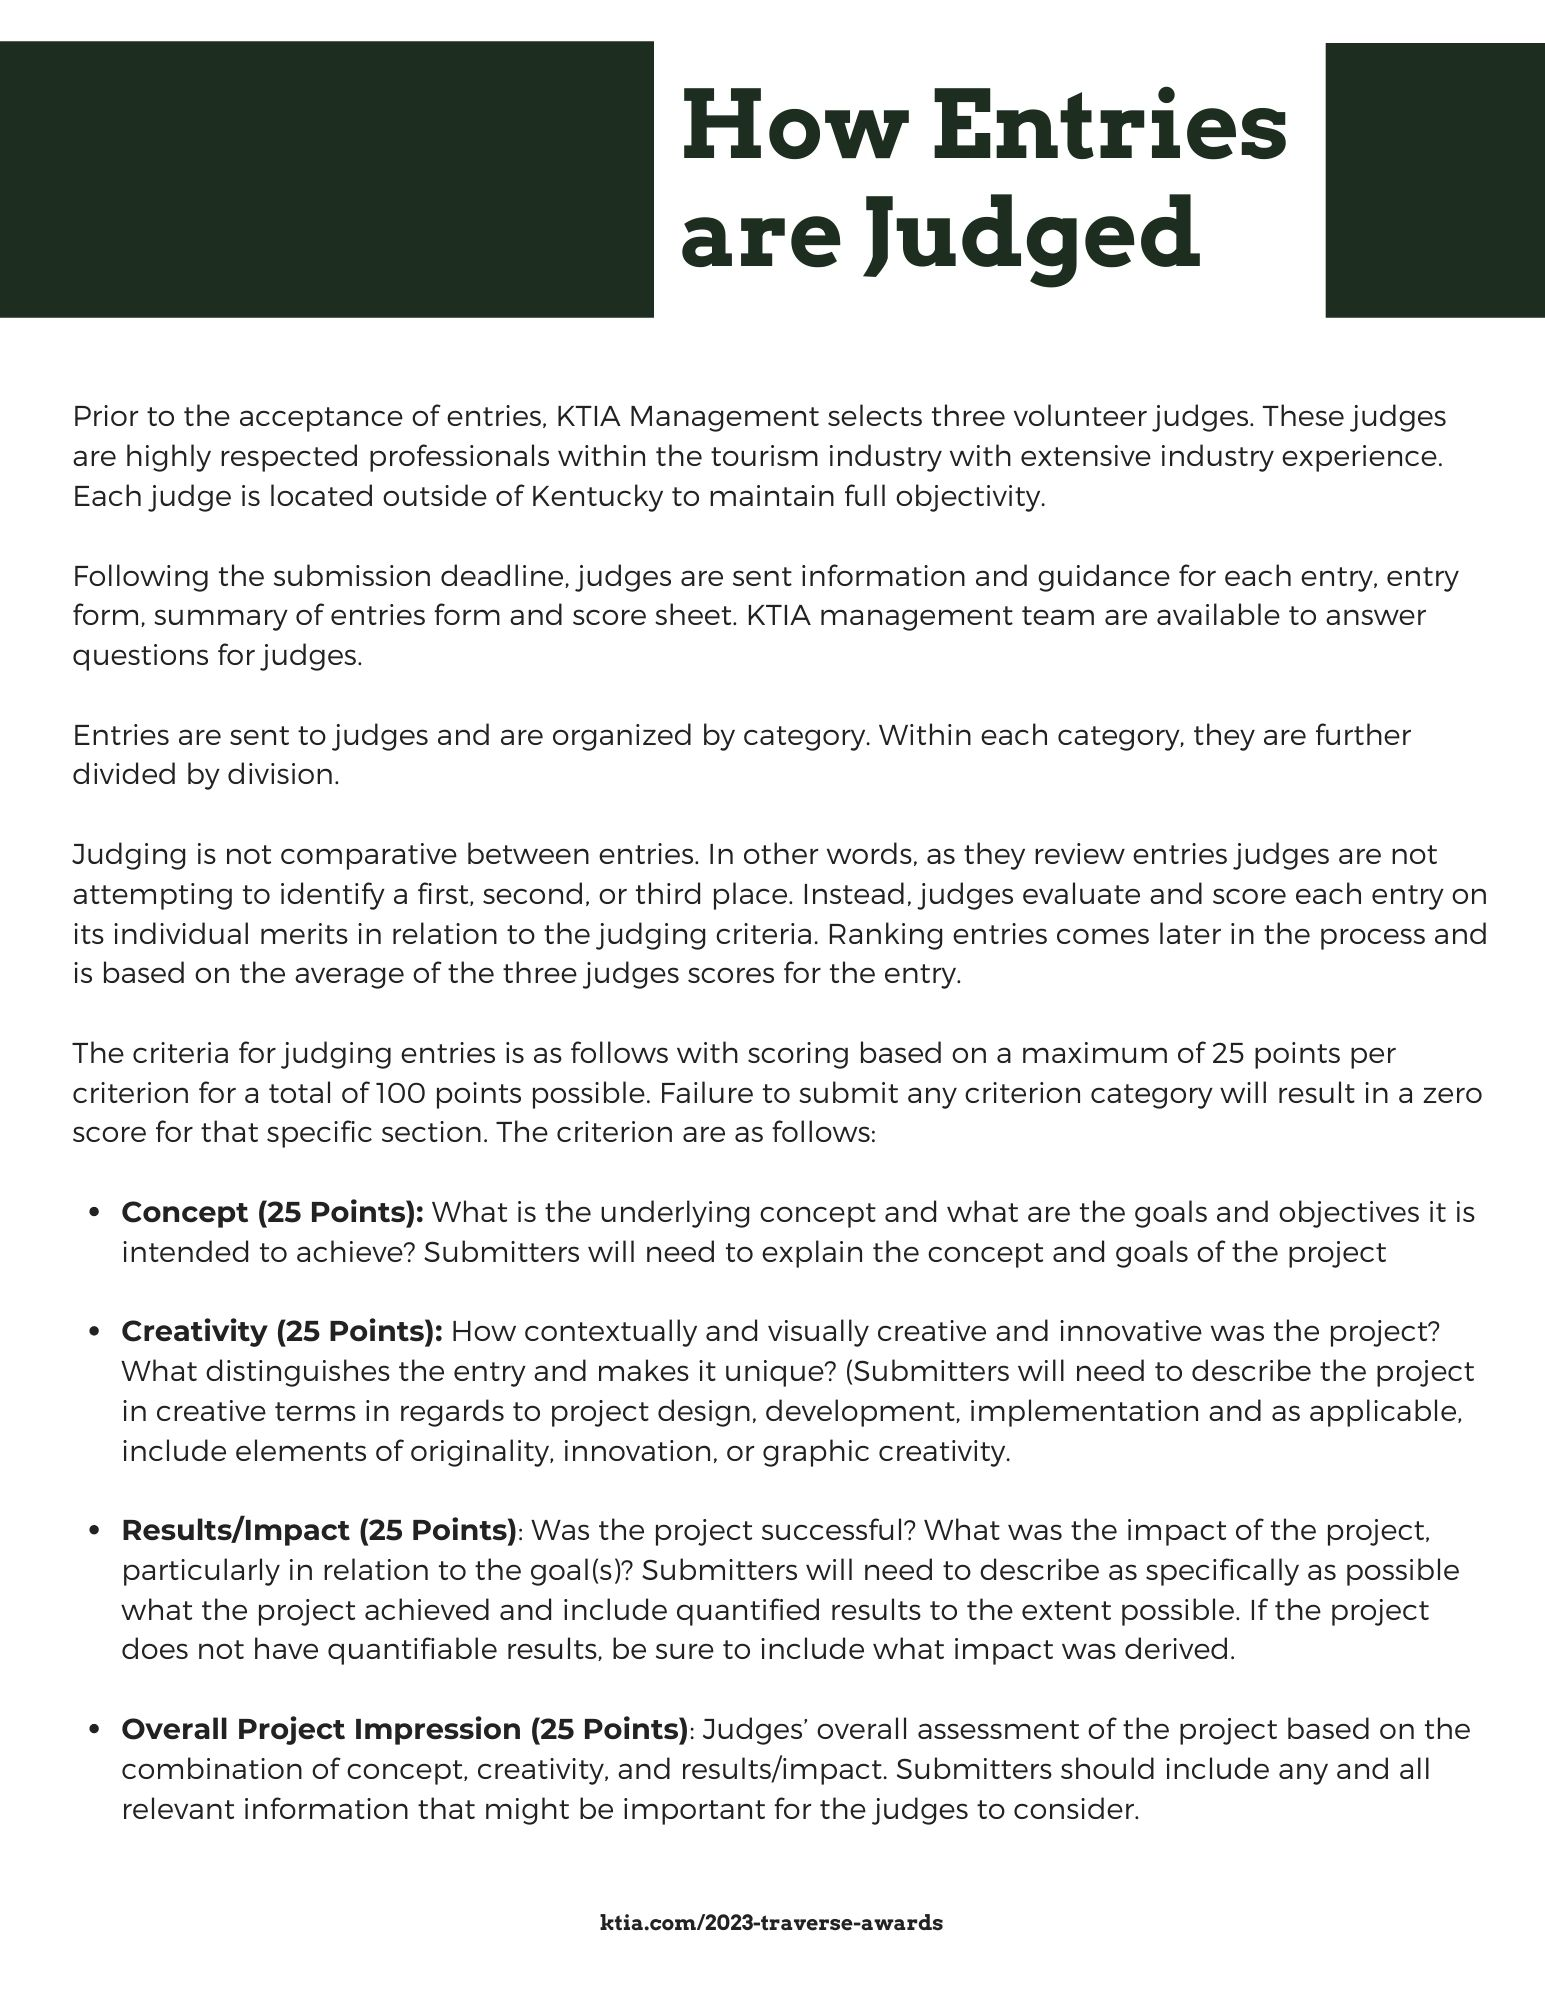 How Entries
are Judged
Prior to the acceptance of entries, KTIA Management selects three volunteer judges. These judges
are highly respected professionals within the tourism industry with extensive industry experience.
Each judge is located outside of Kentucky to maintain full objectivity.
Following the submission deadline, judges are sent information and guidance for each entry, entry
form, summary of entries form and score sheet. KTIA management team are available to answer
questions for judges.
Entries are sent to judges and are organized by category. Within each category, they are further
divided by division.
Judging is not comparative between entries. In other words, as they review entries judges are not
attempting to identify a first, second, or third place. Instead, judges evaluate and score each entry on
its individual merits in relation to the judging criteria. Ranking entries comes later in the process and
is based on the average of the three judges scores for the entry.
The criteria for judging entries is as follows with scoring based on a maximum of 25 points per
criterion for a total of 100 points possible. Failure to submit any criterion category will result in a zero
score for that specific section. The criterion are as follows:
• Concept (25 Points): What is the underlying concept and what are the goals and objectives it is
intended to achieve? Submitters will need to explain the concept and goals of the project
• Creativity (25 Points): How contextually and visually creative and innovative was the project?
What distinguishes the entry and makes it unique? (Submitters will need to describe the project
in creative terms in regards to project design, development, implementation and as applicable,
include elements of originality, innovation, or graphic creativity.
• Results/Impact (25 Points): Was the project successful? What was the impact of the project,
particularly in relation to the goal(s)? Submitters will need to describe as specifically as possible
what the project achieved and include quantified results to the extent possible. If the project
does not have quantifiable results, be sure to include what impact was derived.
• Overall Project Impression (25 Points): Judges’ overall assessment of the project based on the
combination of concept, creativity, and results/impact. Submitters should include any and all
relevant information that might be important for the judges to consider.
ktia.com/2023-traverse-awards